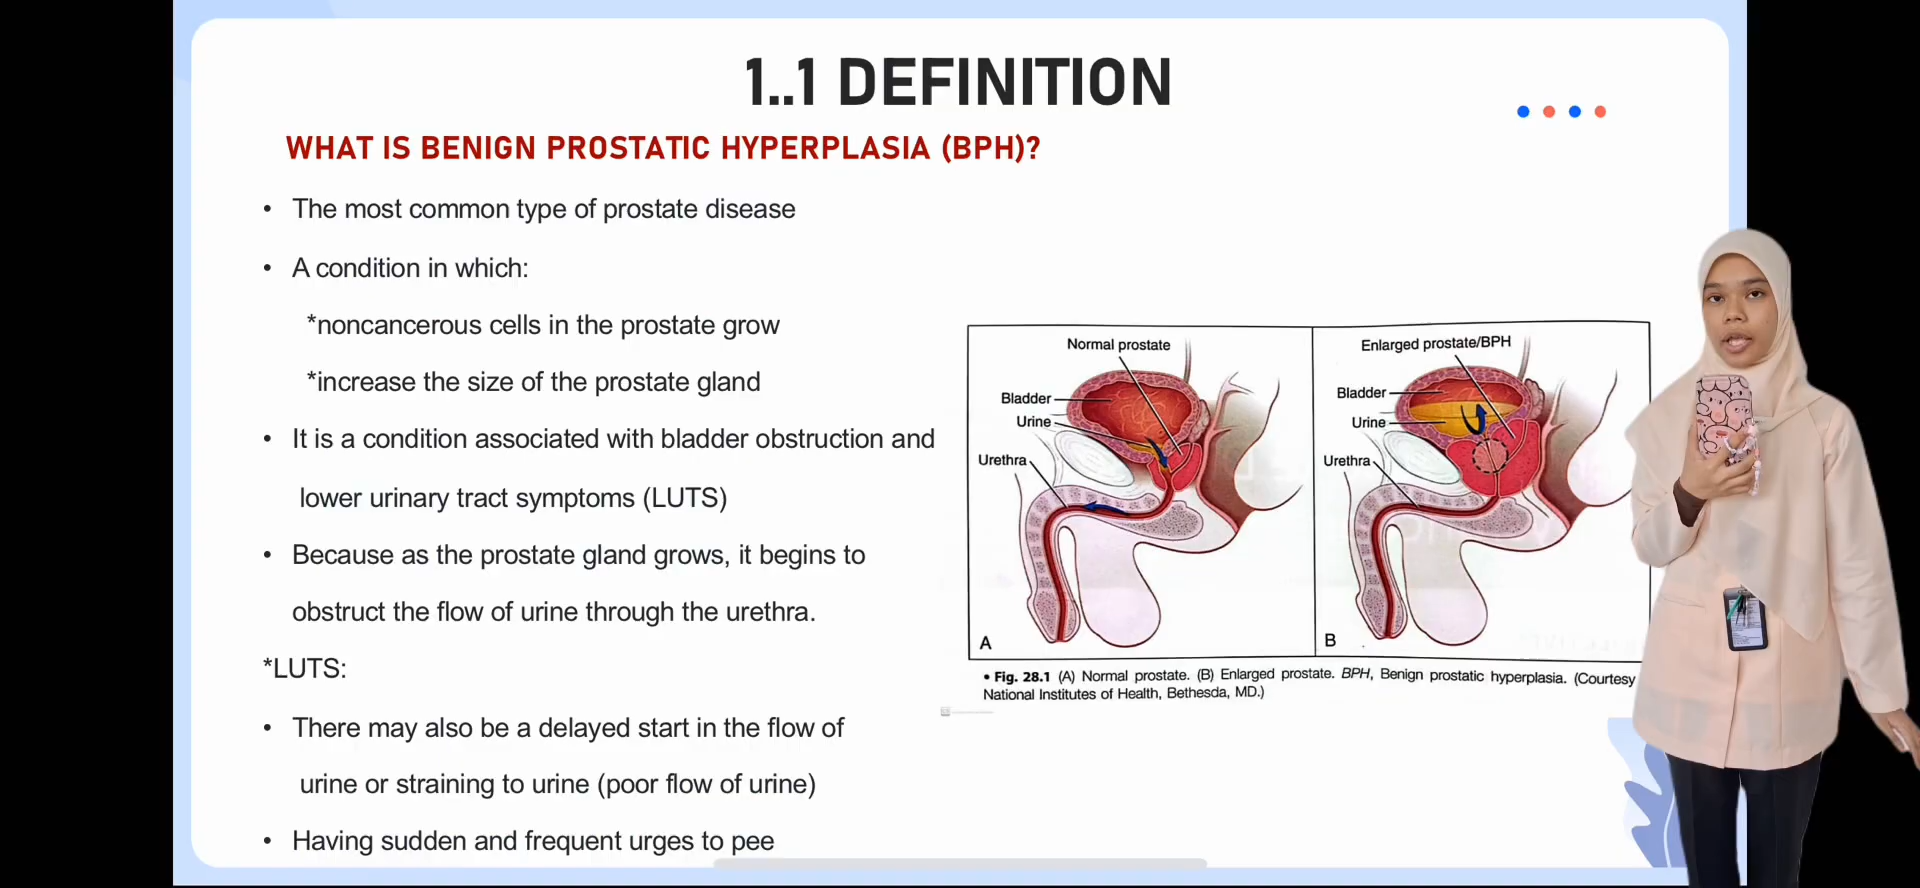 1..1 DEFINITION
WHAT IS BENIGN PROSTATIC HYPERPLASIA (BPH)?
• The most common type of prostate disease
• A condition in which:
*noncancerous cells in the prostate grow
*increase the size of the prostate gland
• It is a condition associated with bladder obstruction and
lower urinary tract symptoms (LUTS)
• Because as the prostate gland grows, it begins to
obstruct the flow of urine through the urethra.
*LUTS:
• There may also be a delayed start in the flow of
urine or straining to urine (poor flow of urine)
• Having sudden and frequent urges to pee
Normal prostate
Bladder
Urine
Urethra
A
Enlarged prostate/BPH
Bladder
Urine
Urethra
B
• Fig. 28.1 (A) Normal prostate. (B) Enlarged prostate. BPH, Benign prostatic hyperplasia. (Courtesy
National Institutes of Health, Bethesda, MD.)